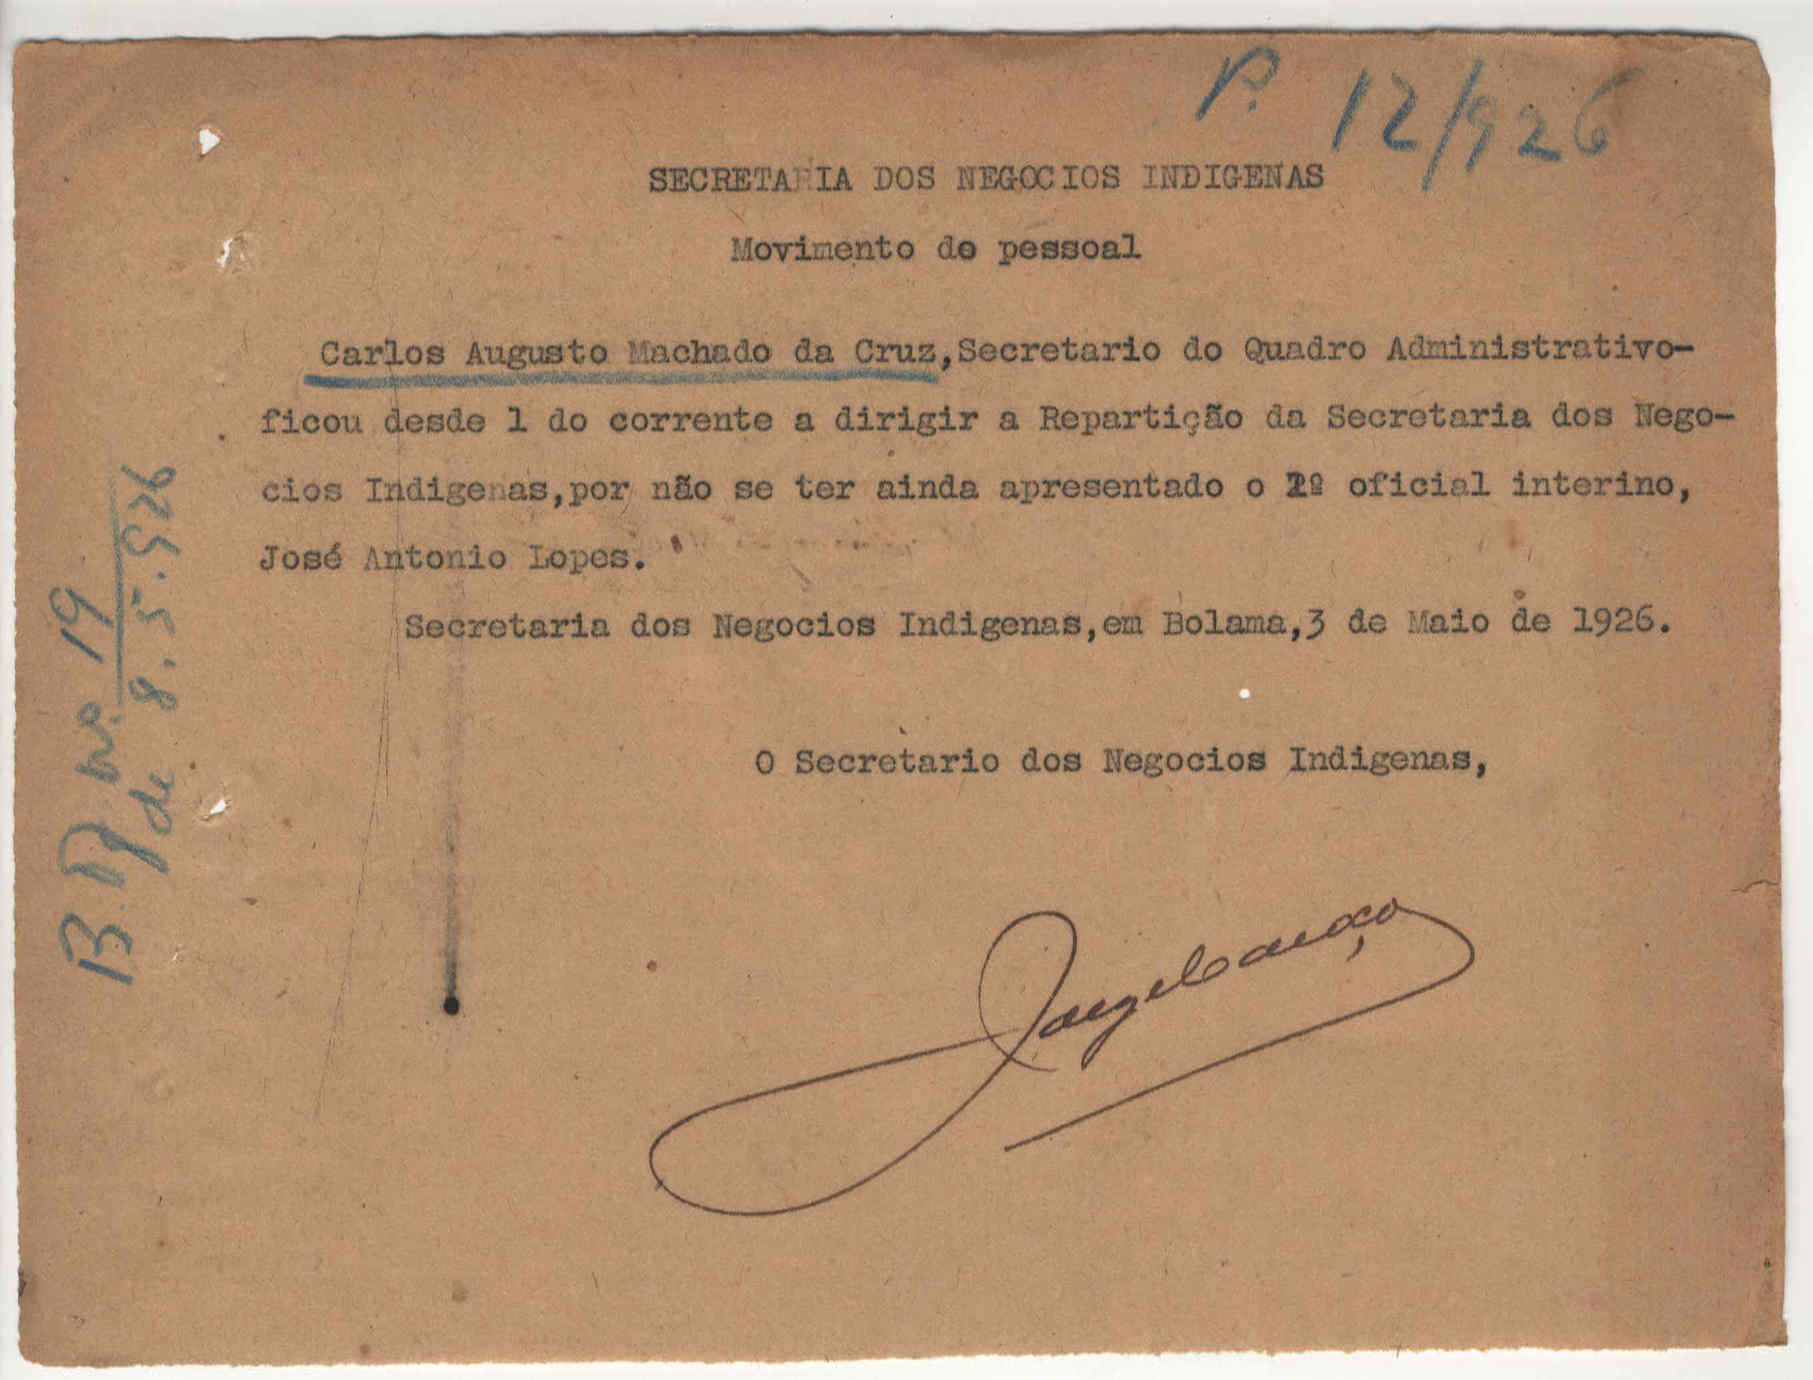 P. 12/926
SECRETARIA DOS NEGOCIOS INDIGENAS
Movimento do pessoal
Carlos Augusto Machado da Cruz,Secretario do Quadro Administrativo-
ficou desde 1 do corrente a dirigir a Repartição da Secretaria dos Nego-
cios Indigenas,por não se ter ainda apresentado o º oficial interino,
José Antonio Lopes.
Secretaria dos Negocios Indigenas,em Bolama,3 de Maio de 1926.
O Secretario dos Negocios Indigenas,
B. nº. 19
de 8.5.926